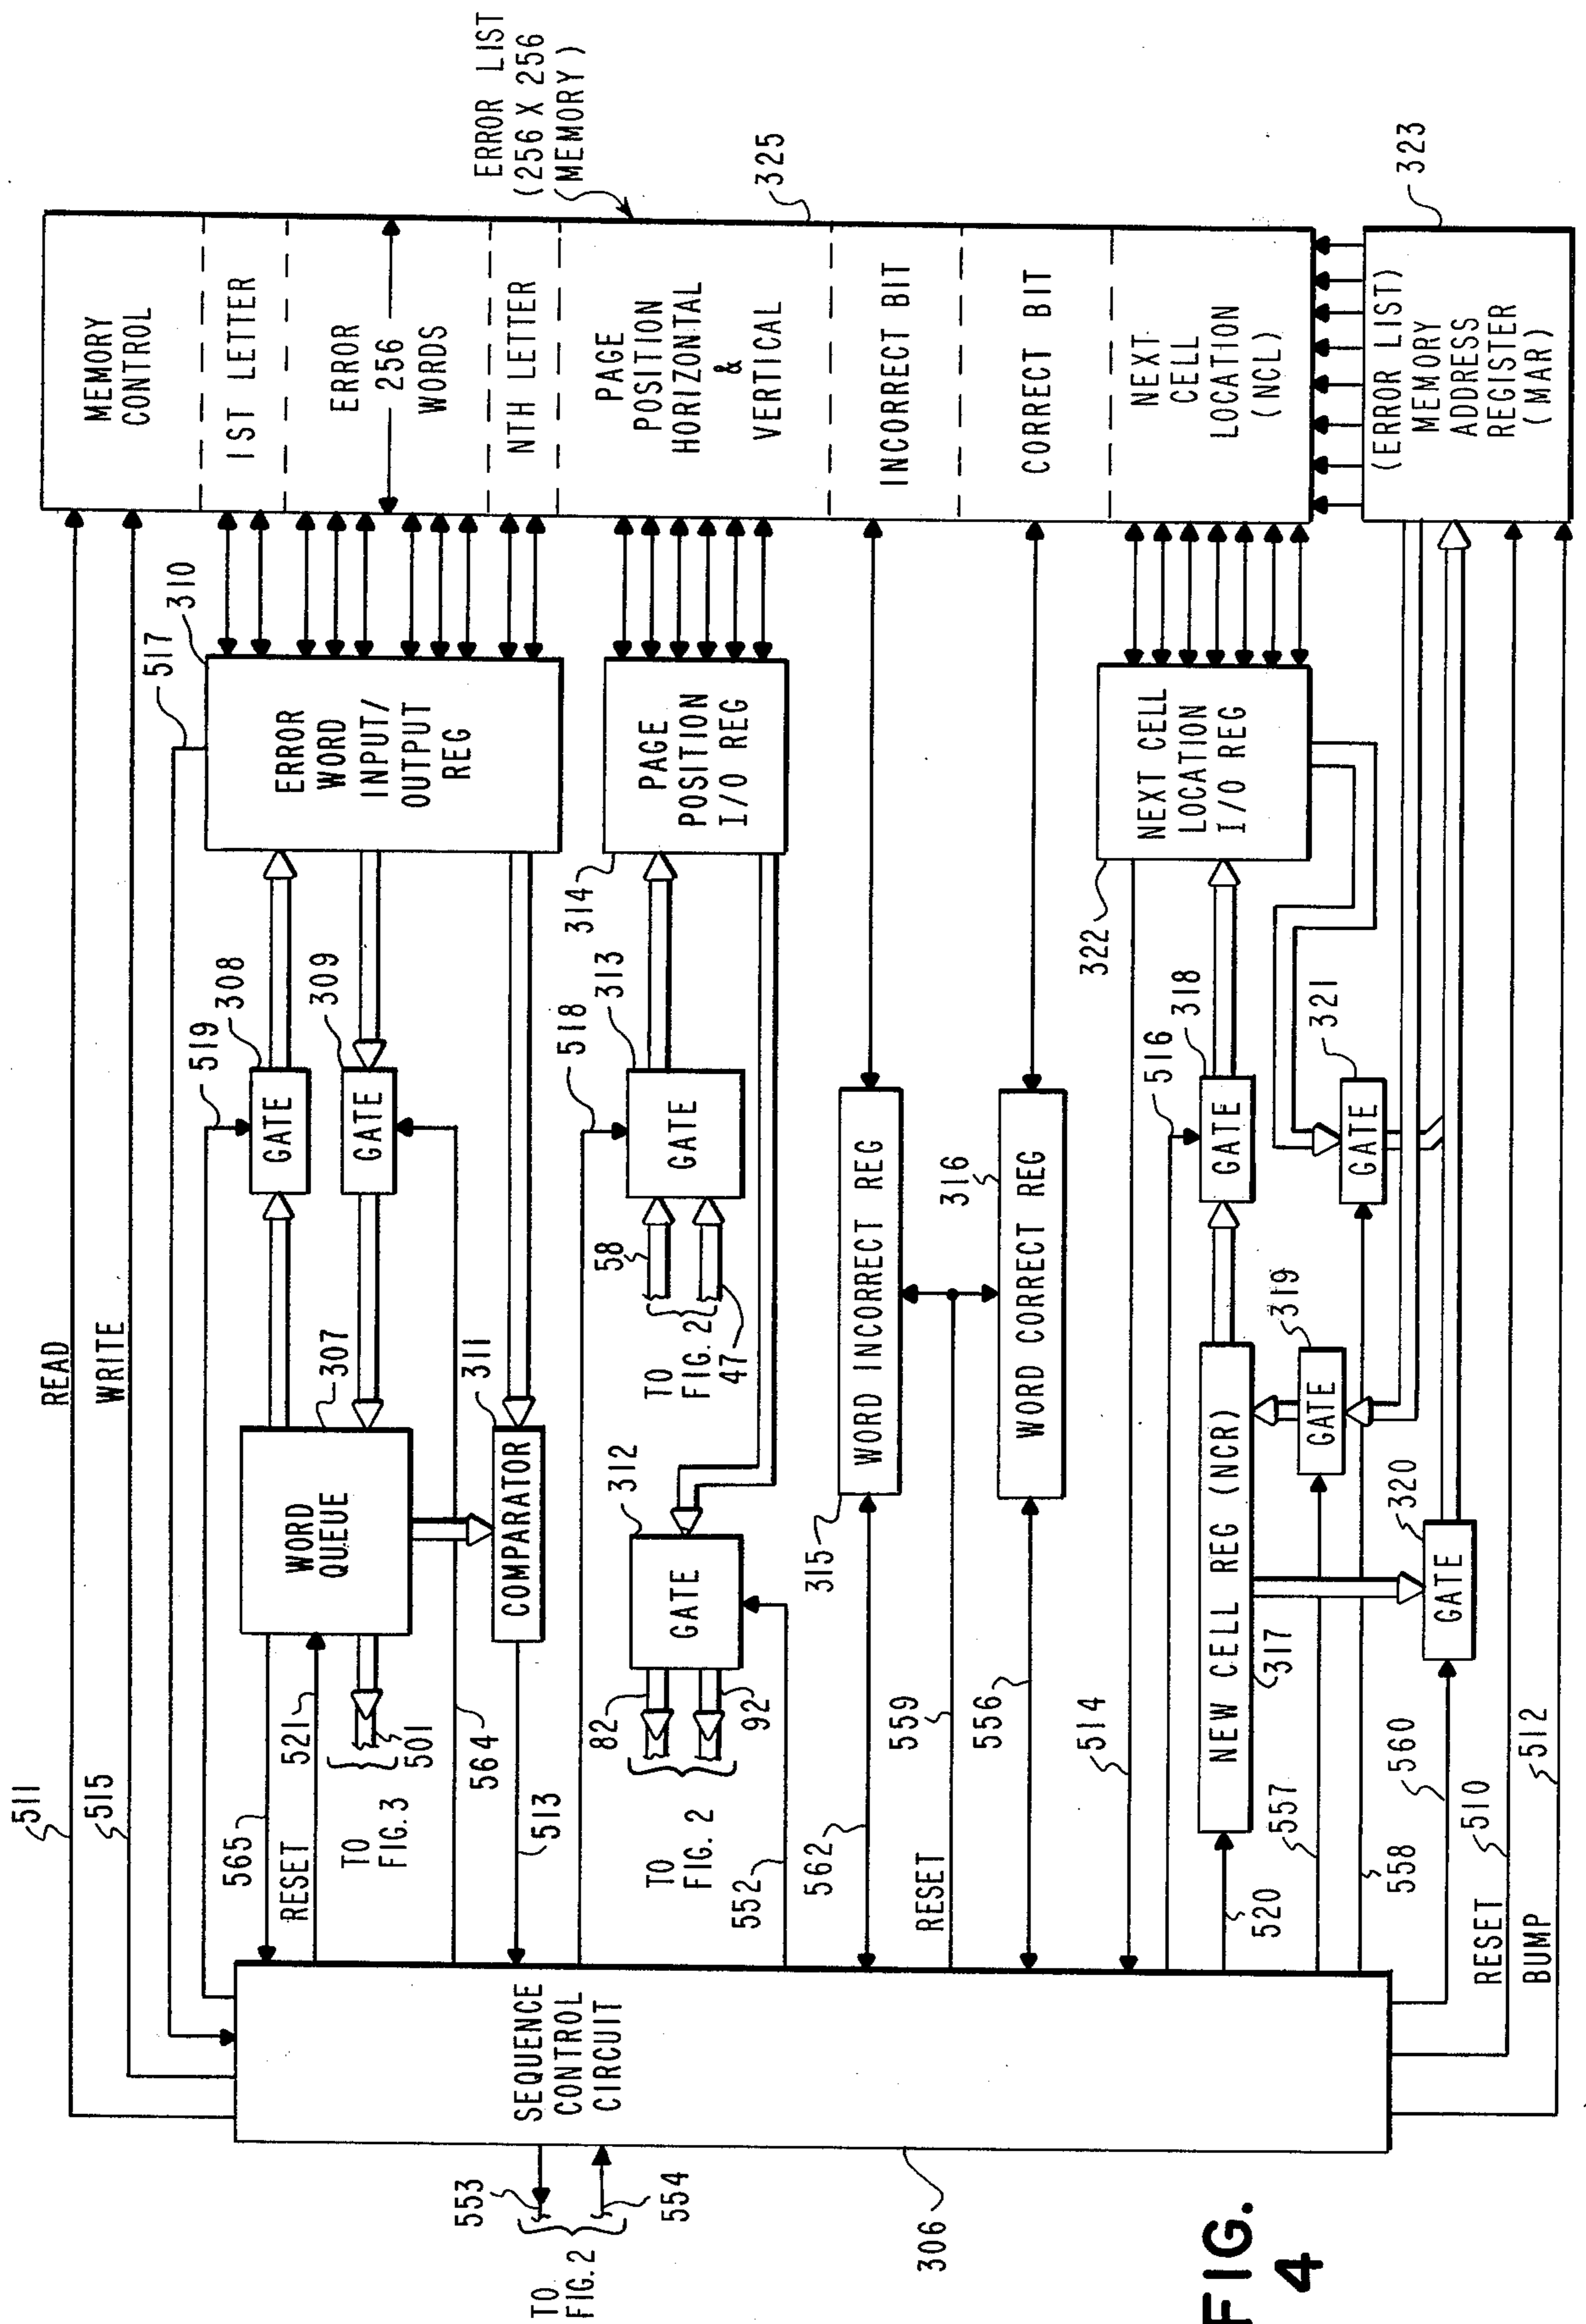 511
READ
515
WRITE
517
310
519
308
309
565
RESET
521
307
WORD
QUEUE
GATE
GATE
ERROR
WORD
INPUT/
OUTPUT
REG
TO
FIG. 3
501
564
311
COMPARATOR
513
518
313
314
GATE
58
TO
FIG. 2
47
PAGE
POSITION
I/O REG
312
GATE
82
92
TO
FIG. 2
552
562
315
WORD INCORRECT REG
RESET
559
556
316
WORD CORRECT REG
514
516
318
322
GATE
NEXT CELL
LOCATION
I/O REG
520
NEW CELL REG (NCR)
317
319
GATE
321
GATE
557
558
320
GATE
560
RESET
510
BUMP
512
553
554
TO
FIG. 2
SEQUENCE
CONTROL
CIRCUIT
306
ERROR LIST
(256 X 256
MEMORY)
325
MEMORY
CONTROL
1ST LETTER
ERROR
256
WORDS
NTH LETTER
PAGE
POSITION
HORIZONTAL
&
VERTICAL
INCORRECT BIT
CORRECT BIT
NEXT
CELL
LOCATION
(NCL)
323
(ERROR LIST)
MEMORY
ADDRESS
REGISTER
(MAR)
FIG.
4